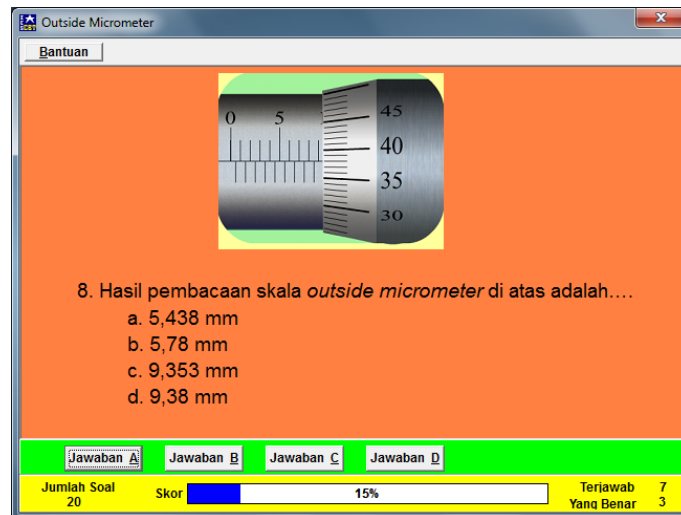 Outside Micrometer
Bantuan
0 5
45
40
35
30
8. Hasil pembacaan skala outside micrometer di atas adalah....
a. 5,438 mm
b. 5,78 mm
c. 9,353 mm
d. 9,38 mm
Jawaban A Jawaban B Jawaban C Jawaban D
Jumlah Soal
20
Skor 15%
Terjawab 7
Yang Benar 3